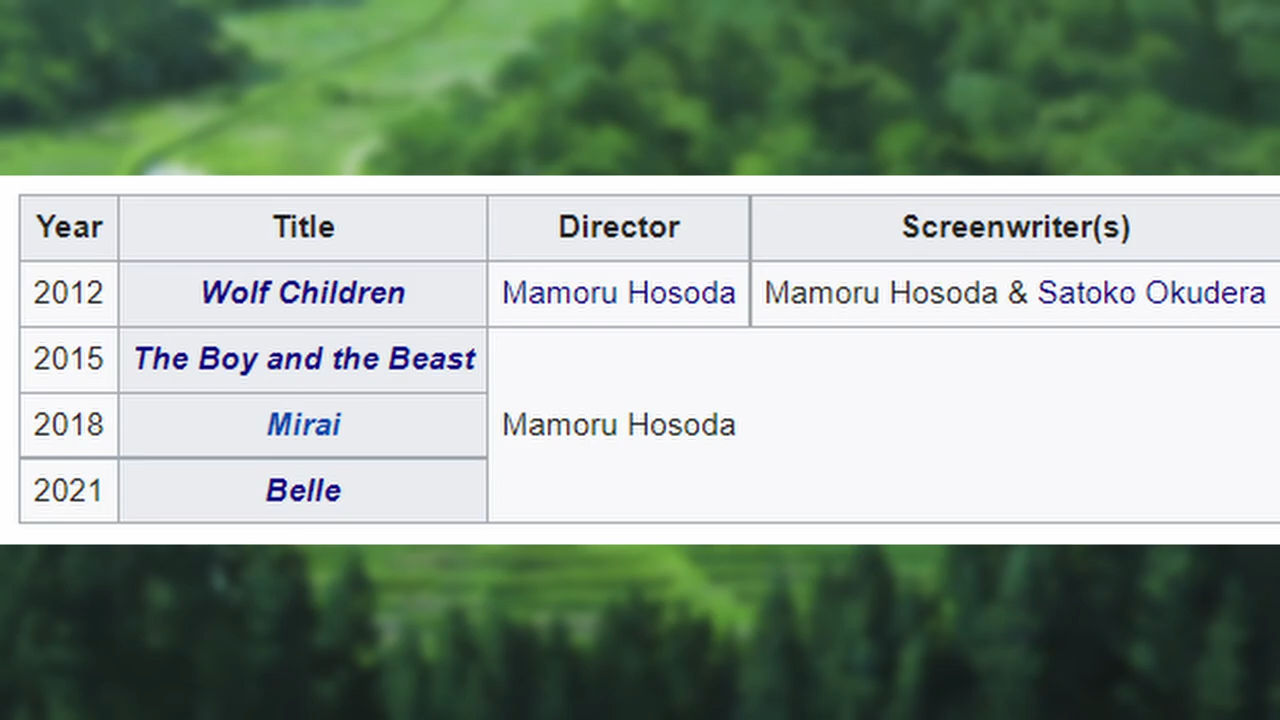 Year Title Director Screenwriter(s)
2012 Wolf Children Mamoru Hosoda Mamoru Hosoda & Satoko Okudera
2015 The Boy and the Beast
2018 Mirai Mamoru Hosoda
2021 Belle